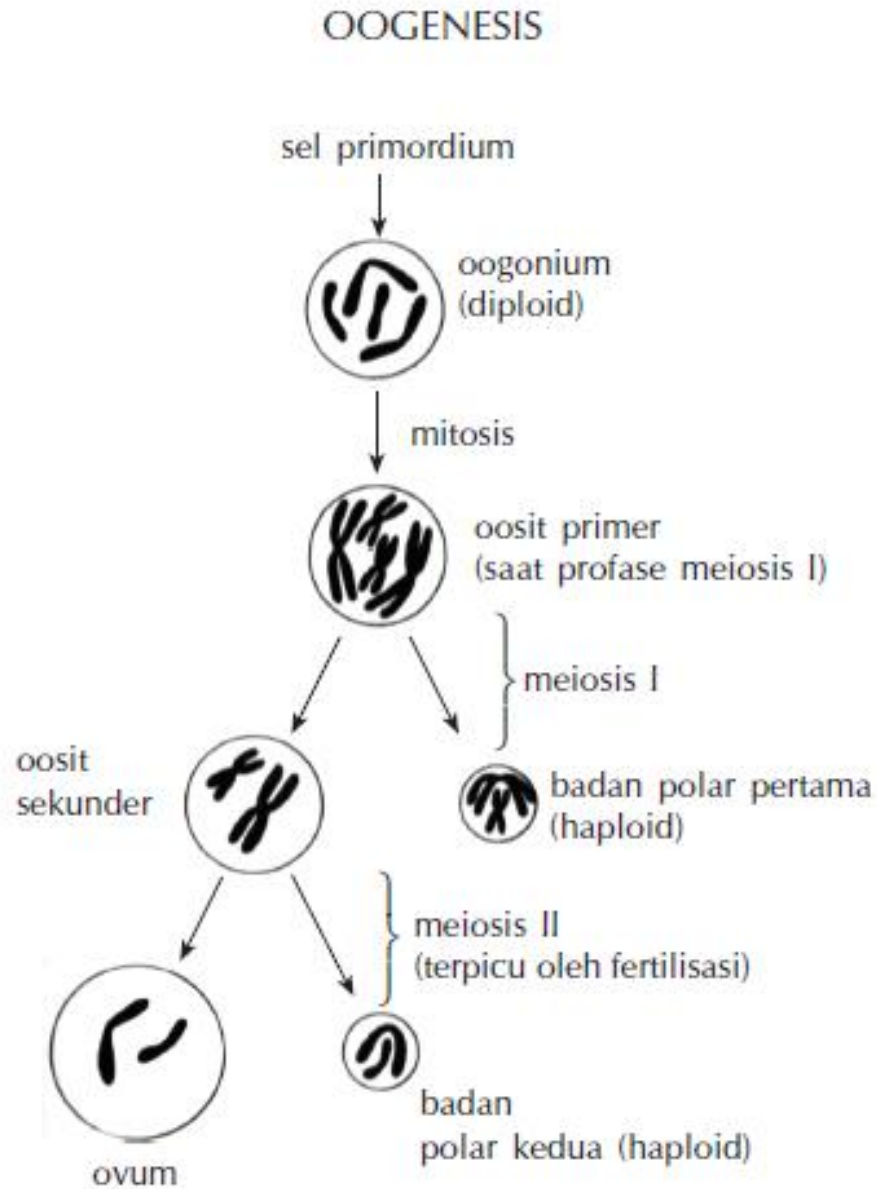 OOGENESIS
sel primordium
oogonium
(diploid)
mitosis
oosit primer
(saat profase meiosis I)
meiosis I
oosit
sekunder
badan polar pertama
(haploid)
meiosis II
(terpicu oleh fertilisasi)
badan
polar kedua (haploid)
ovum